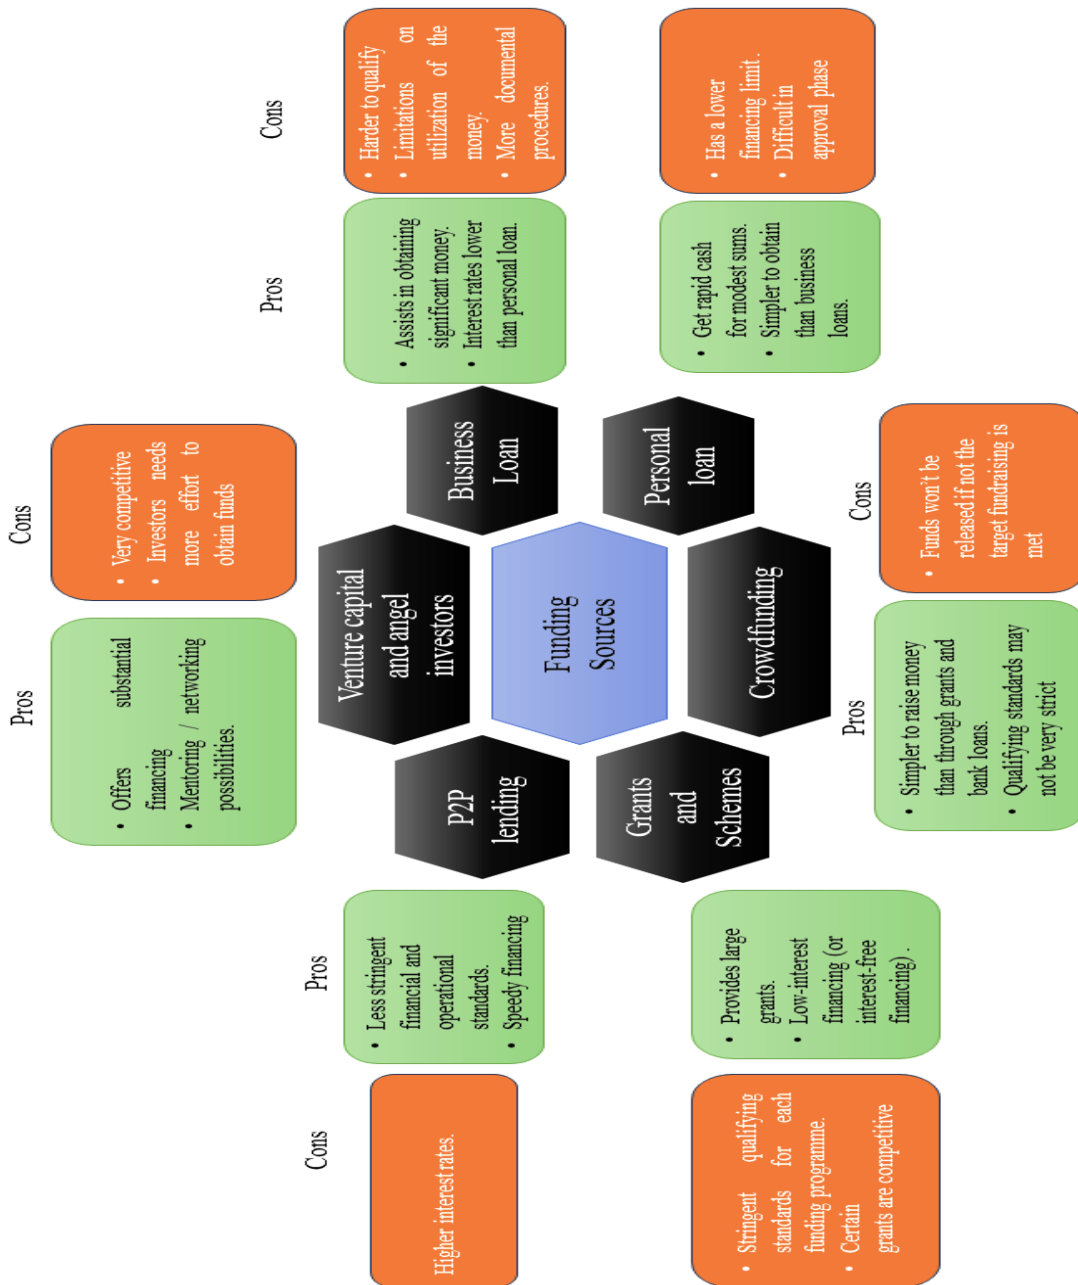 Pros
Cons
• Offers substantial
financing
• Mentoring / networking
possibilities.
• Very competitive
• Investors needs
more effort to
obtain funds
Cons
Pros
Pros
Cons
Higher interest rates.
• Less stringent
financial and
operational
standards.
• Speedy financing
P2P
lending
Venture capital
and angel
investors
Business
Loan
• Assists in obtaining
significant money.
• Interest rates lower
than personal loan.
• Harder to qualify
• Limitations on
utilization of the
money.
• More documental
procedures.
Funding
Sources
• Stringent qualifying
standards for each
funding programme.
• Certain
grants are competitive
• Provides large
grants.
• Low-interest
financing (or
interest-free
financing) .
Grants
and
Schemes
Crowdfunding
Personal
loan
• Get rapid cash
for modest sums.
• Simpler to obtain
than business
loans.
• Has a lower
financing limit .
• Difficult in
approval phase
Pros
Cons
• Simpler to raise money
than through grants and
bank loans.
• Qualifying standards may
not be very strict
• Funds won't be
released if not the
target fundraising is
met